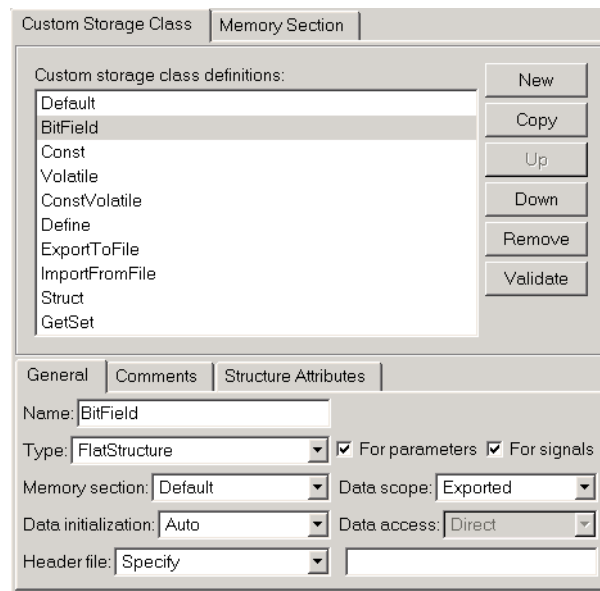 Custom Storage Class Memory Section
Custom storage class definitions:
New
Default
BitField
Copy
Const
Up
Volatile
ConstVolatile
Down
Define
ExportToFile
Remove
ImportFromFile
Validate
Struct
GetSet
General Comments Structure Attributes
Name: BitField
Type: FlatStructure For parameters For signals
Memory section: Default Data scope: Exported
Data initialization: Auto Data access: Direct
Header file: Specify